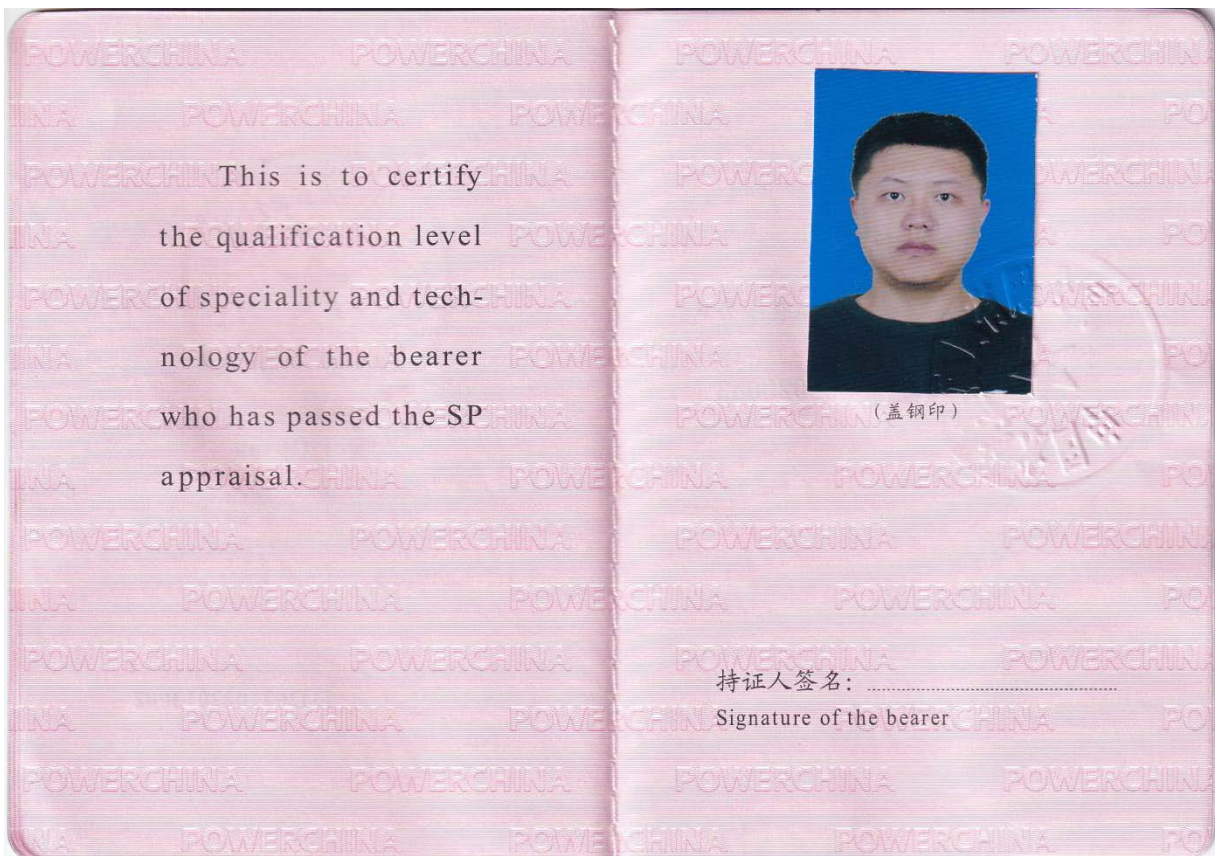 This is to certify
the qualification level
of speciality and tech-
nology of the bearer
who has passed the SP
appraisal.
(盖钢印)
持证人签名:
Signature of the bearer
POWERCHINA